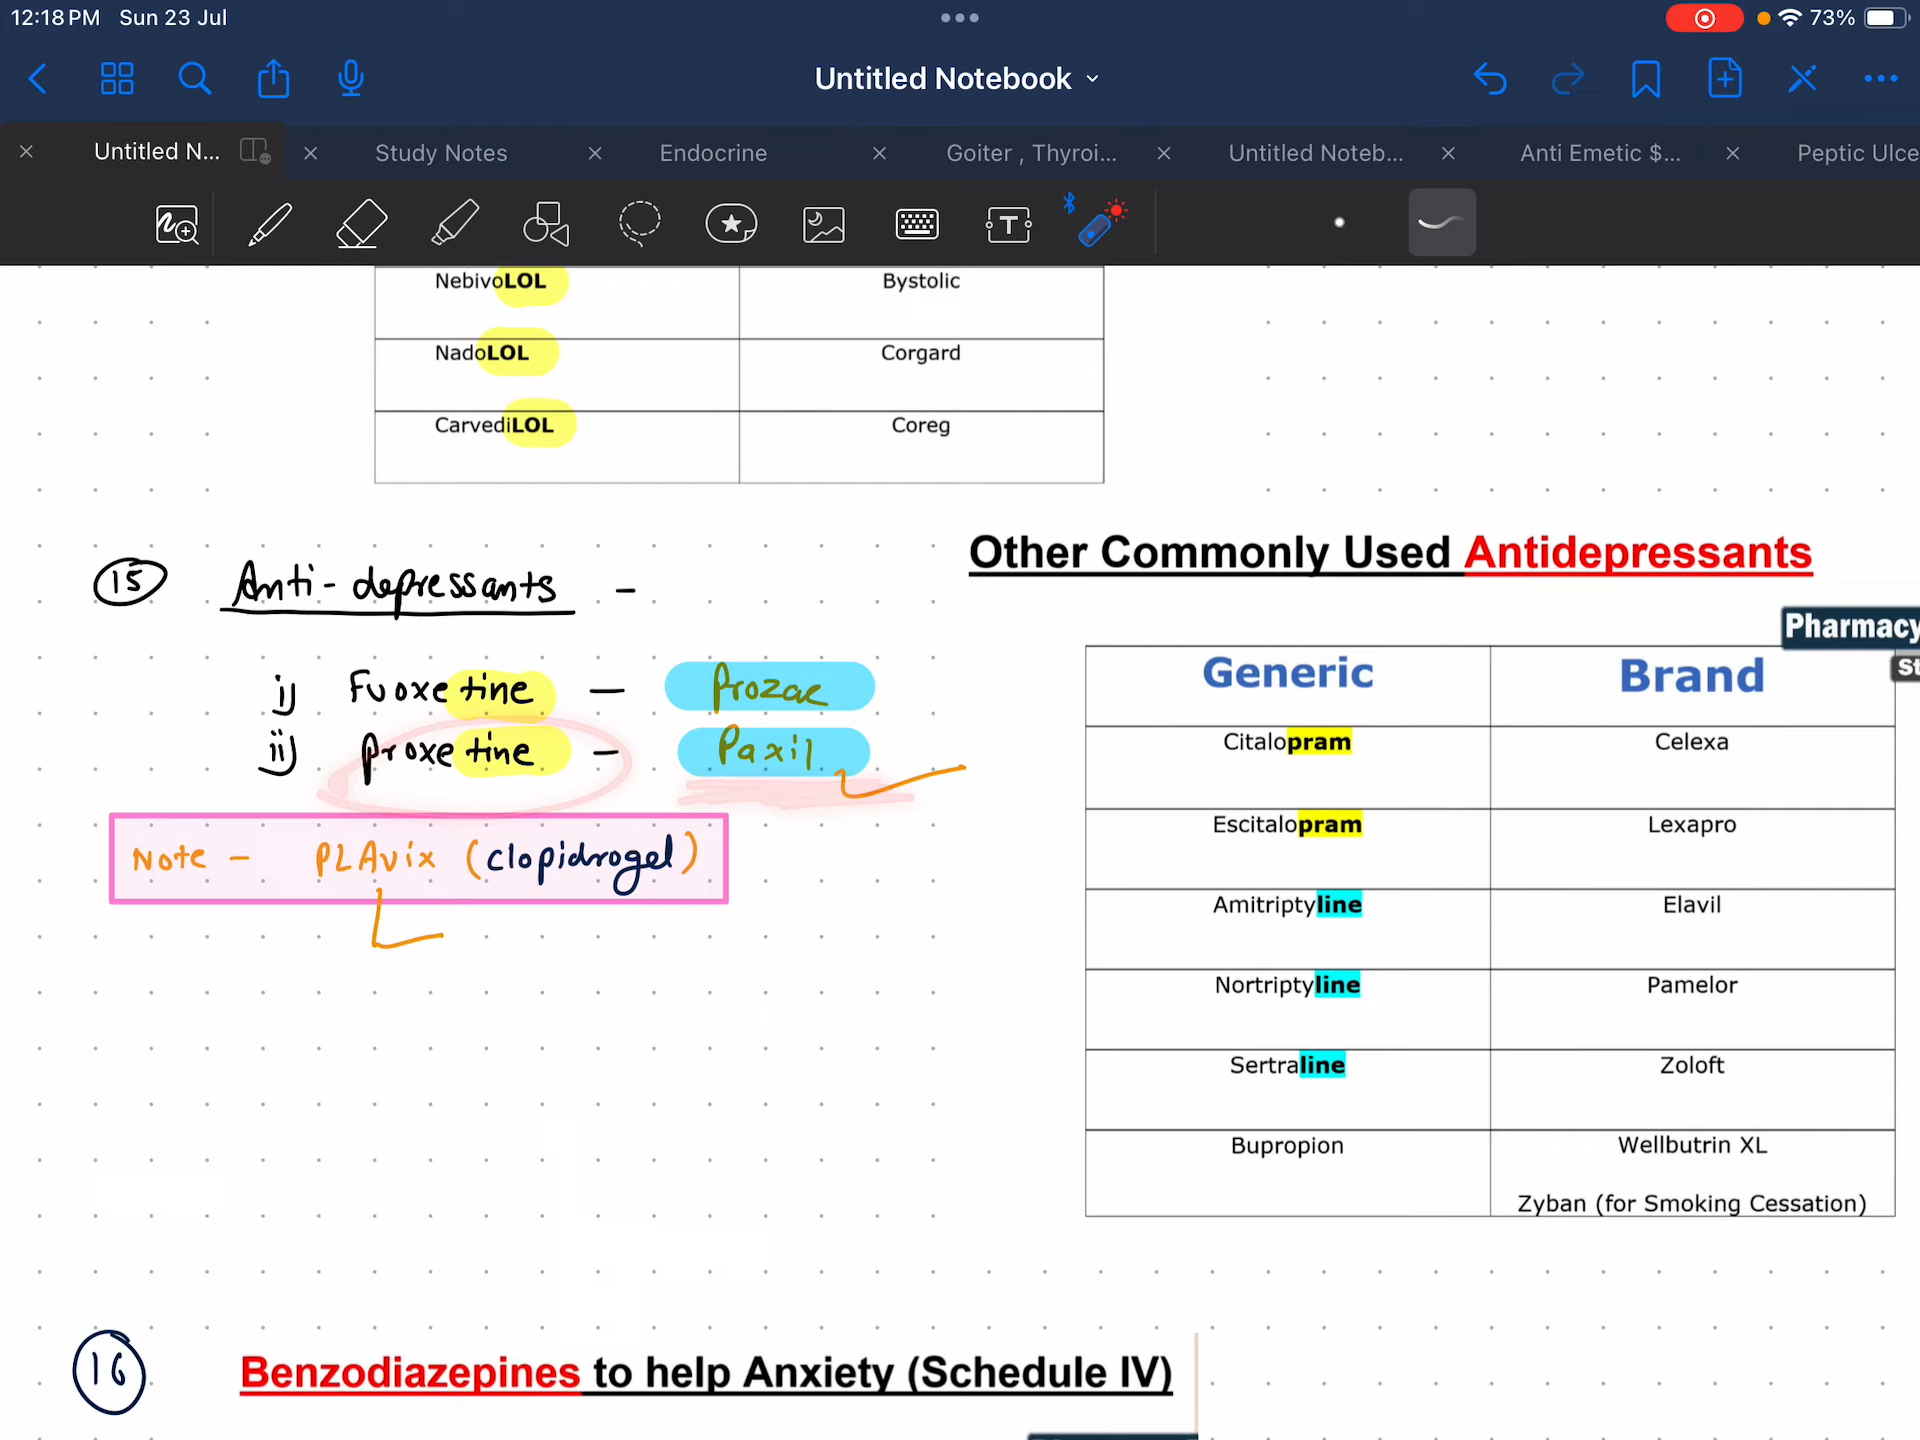 12:18 PM Sun 23 Jul
73%
Untitled Notebook
Untitled N...
Study Notes
Endocrine
Goiter , Thyroi...
Untitled Noteb...
Anti Emetic $...
Peptic Ulce
NebivoLOL Bystolic
NadoLOL Corgard
CarvediLOL Coreg
15 Anti-depressants -
i) Fuoxetine - Prozac
ii) Proxetine - Paxil
Note - PLAvix (clopidrogel)
Other Commonly Used Antidepressants
Pharmacy
St
Generic Brand
Citalopram Celexa
Escitalopram Lexapro
Amitriptyline Elavil
Nortriptyline Pamelor
Sertraline Zoloft
Bupropion Wellbutrin XL
Zyban (for Smoking Cessation)
16 Benzodiazepines to help Anxiety (Schedule IV)